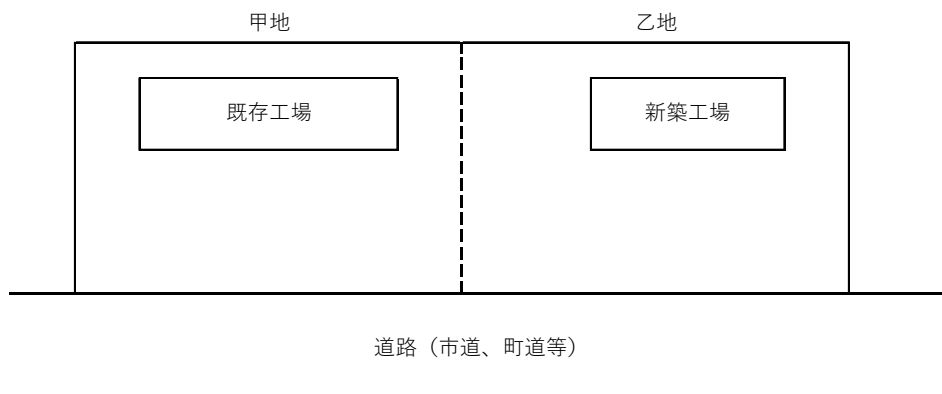 甲地
乙地
既存工場
新築工場
道路（市道、町道等）